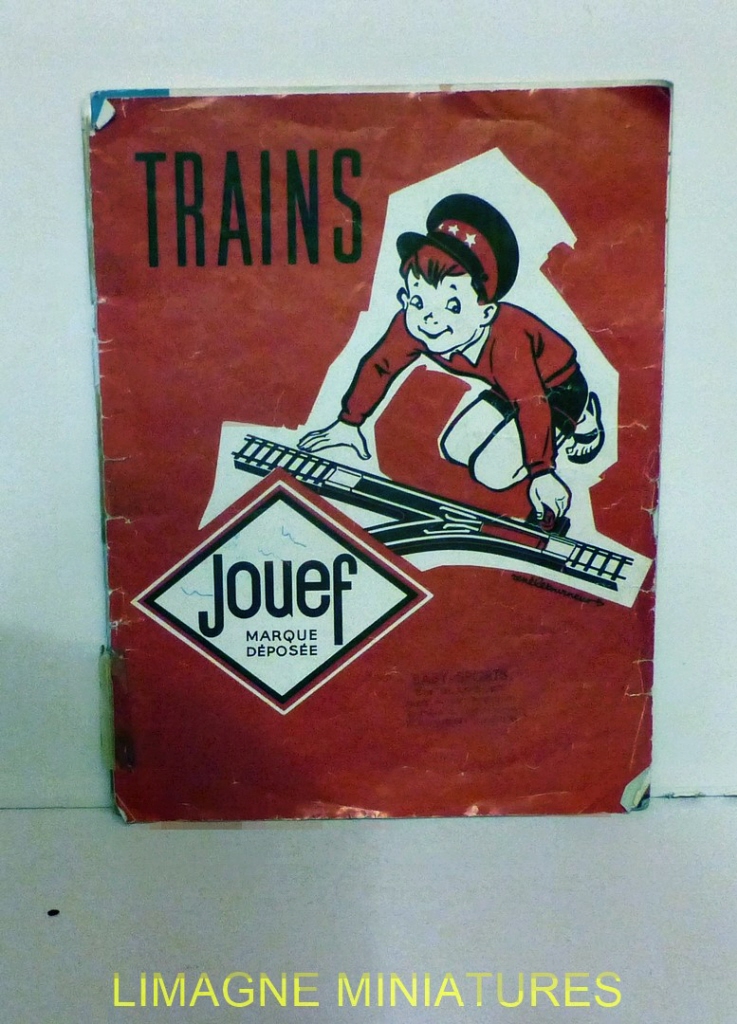 TRAINS
Jouef
MARQUE
DÉPOSÉE
LIMAGNE MINIATURES